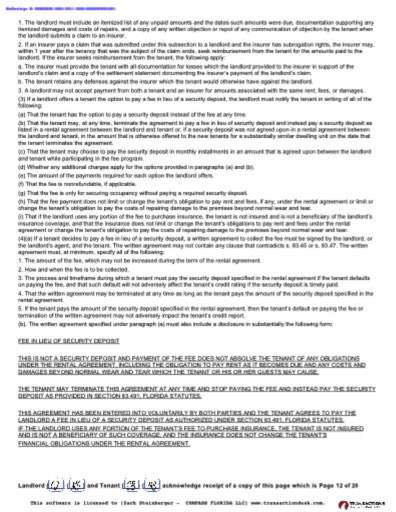 1. The landlord must include an itemized list of any unpaid amounts and the dates such amounts were due, documentation supporting any
itemized damages and costs of repairs, and a copy of any written objection or repot of any communication of objection by the tenant when
the landlord submits a claim to an insurer.
2. If an insurer pays a claim that was submitted under this subsection to a landlord and the insurer has subrogation rights, the insurer may,
within 1 year after the tenancy that was the subject of the claim ends, seek reimbursement from the tenant for the amounts paid to the
landlord. If the insurer seeks reimbursement from the tenant, the following apply:
a. The insurer must provide the tenant with all documentation for losses which the landlord provided to the insurer in support of the
landlord's claim and a copy of the settlement statement documenting the insurer's payment of the landlord's claim.
b. The tenant retains any defenses against the insurer which the tenant would otherwise have against the landlord.
3. A landlord may not accept payment from both a tenant and an insurer for amounts associated with the same rent, fees, or damages.
(3) If a landlord offers a tenant the option to pay a fee in lieu of a security deposit, the landlord must notify the tenant in writing of all of the
following:
(a) That the tenant has the option to pay a security deposit instead of the fee at any time.
(b) That the tenant may, at any time, terminate the agreement to pay a fee in lieu of security deposit and instead pay a security deposit as
listed in a rental agreement between the landlord and tenant or, if a security deposit was not agreed upon in a rental agreement between
the landlord and tenant, in the amount that is otherwise offered to the new tenants for a substantially similar dwelling unit on the date that
the tenant terminates the agreement.
(c) That the tenant may choose to pay the security deposit in monthly installments in an amount that is agreed upon between the landlord
and tenant while participating in the fee program.
(d) Whether any additional charges apply for the options provided in paragraphs (a) and (b).
(e) The amount of the payments required for each option the landlord offers.
(f) That the fee is nonrefundable, if applicable.
(g) That the fee is only for securing occupancy without paying a required security deposit.
(h) That the fee payment does not limit or change the tenant's obligation to pay rent and fees, if any, under the rental agreement or limit or
change the tenant's obligation to pay the costs of repairing damage to the premises beyond normal wear and tear.
(i) That if the landlord uses any portion of the fee to purchase insurance, the tenant is not insured and is not a beneficiary of the landlord's
insurance coverage, and that the insurance does not limit or change the tenant's obligations to pay rent and fees under the rental
agreement or change the tenant's obligation to pay the costs of repairing damage to the premises beyond normal wear and tear.
(4)(a) If a tenant decides to pay a fee in lieu of a security deposit, a written agreement to collect the fee must be signed by the landlord, or
the landlord's agent, and the tenant. The written agreement may not contain any clause that contradicts s. 83.45 or s. 83.47. The written
agreement must, at minimum, specify all of the following:
1. The amount of the fee, which may not be increased during the term of the rental agreement.
2. How and when the fee is to be collected.
3. The process and timeframe during which a tenant must pay the security deposit specified in the rental agreement if the tenant defaults
on paying the fee, and that such default will not adversely affect the tenant's credit rating if the security deposit is timely paid.
4. That the written agreement may be terminated at any time as long as the tenant pays the amount of the security deposit specified in the
rental agreement.
5. If the tenant pays the amount of the security deposit specified in the rental agreement, then the tenant's default on paying the fee or
termination of the written agreement may not adversely impact the tenant's credit report.
(b). The written agreement specified under paragraph (a) must also include a disclosure in substantially the following form:
FEE IN LIEU OF SECURITY DEPOSIT
THIS IS NOT A SECURITY DEPOSIT AND PAYMENT OF THE FEE DOES NOT ABSOLVE THE TENANT OF ANY OBLIGATIONS
UNDER THE RENTAL AGREEMENT, INCLUDING THE OBLIGATION TO PAY RENT AS IT BECOMES DUE AND ANY COSTS AND
DAMAGES BEYOND NORMAL WEAR AND TEAR WHICH THE TENANT OR HIS OR HER GUESTS MAY CAUSE.
THE TENANT MAY TERMINATE THIS AGREEMENT AT ANY TIME AND STOP PAYING THE FEE AND INSTEAD PAY THE SECURITY
DEPOSIT AS PROVIDED IN SECTION 83.491, FLORIDA STATUTES.
THIS AGREEMENT HAS BEEN ENTERED INTO VOLUNTARILY BY BOTH PARTIES AND THE TENANT AGREES TO PAY THE
LANDLORD A FEE IN LIEU OF A SECURITY DEPOSIT AS AUTHORIZED UNDER SECTION 83.491, FLORIDA STATUTES.
IF THE LANDLORD USES ANY PORTION OF THE TENANT'S FEE TO PURCHASE INSURANCE, THE TENANT IS NOT INSURED
AND IS NOT A BENEFICIARY OF SUCH COVERAGE, AND THE INSURANCE DOES NOT CHANGE THE TENANT'S
FINANCIAL OBLIGATIONS UNDER THE RENTAL AGREEMENT.
Landlord ( ) ( ) and Tenant ( ) ( ) acknowledge receipt of a copy of this page which is Page 12 of 20
This software is licensed to [Zach Steinberger - COMPASS FLORIDA LLC] www.transactiondesk.com.
TRANSACTIONS